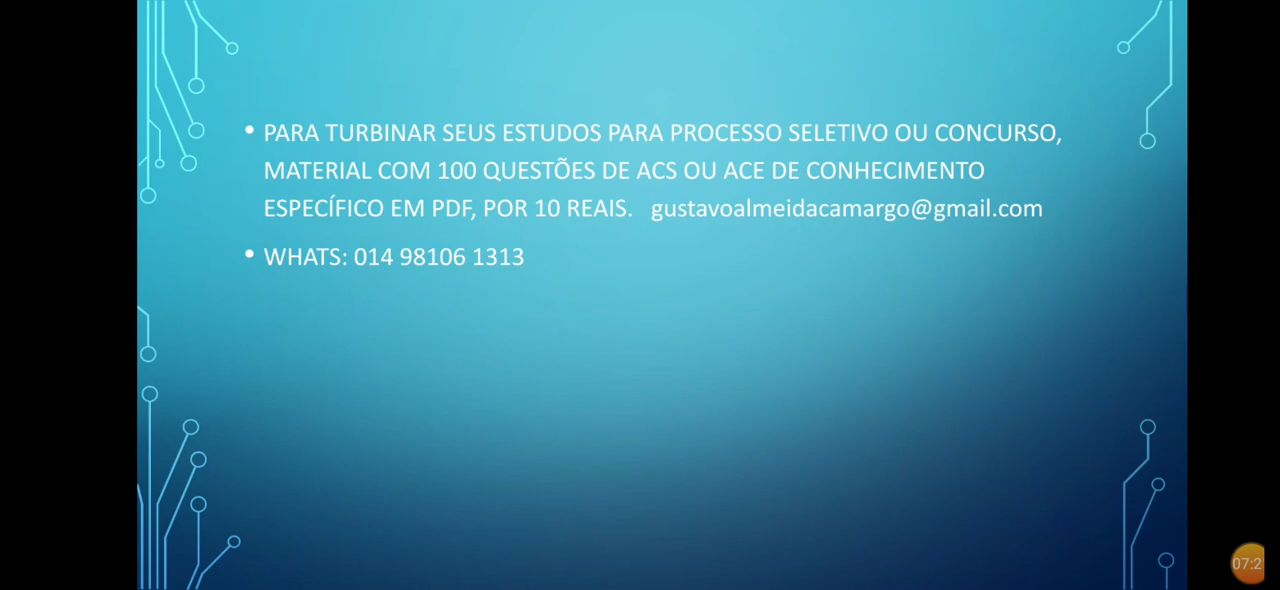 • PARA TURBINAR SEUS ESTUDOS PARA PROCESSO SELETIVO OU CONCURSO,
MATERIAL COM 100 QUESTÕES DE ACS OU ACE DE CONHECIMENTO
ESPECÍFICO EM PDF, POR 10 REAIS. gustavoalmeidacamargo@gmail.com
• WHATS: 014 98106 1313